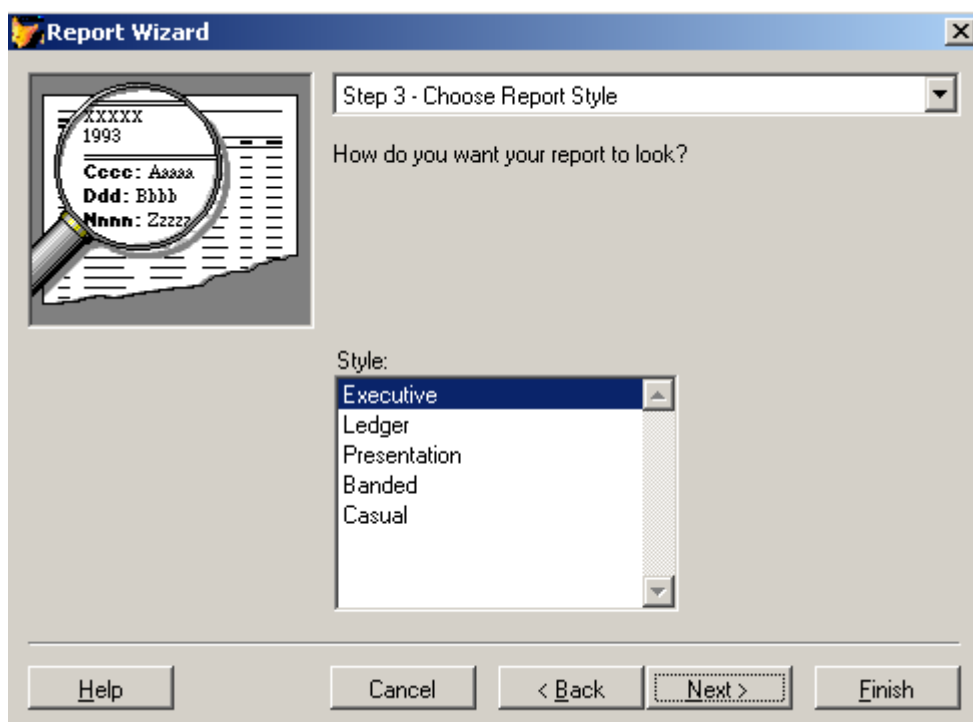 Report Wizard
XXXXX
1993
Cccc: Aaaaa
Ddd: Bbbb
Nnnn: Zzzzz
Step 3 - Choose Report Style
How do you want your report to look?
Style:
Executive
Ledger
Presentation
Banded
Casual
Help
Cancel
< Back
Next >
Finish